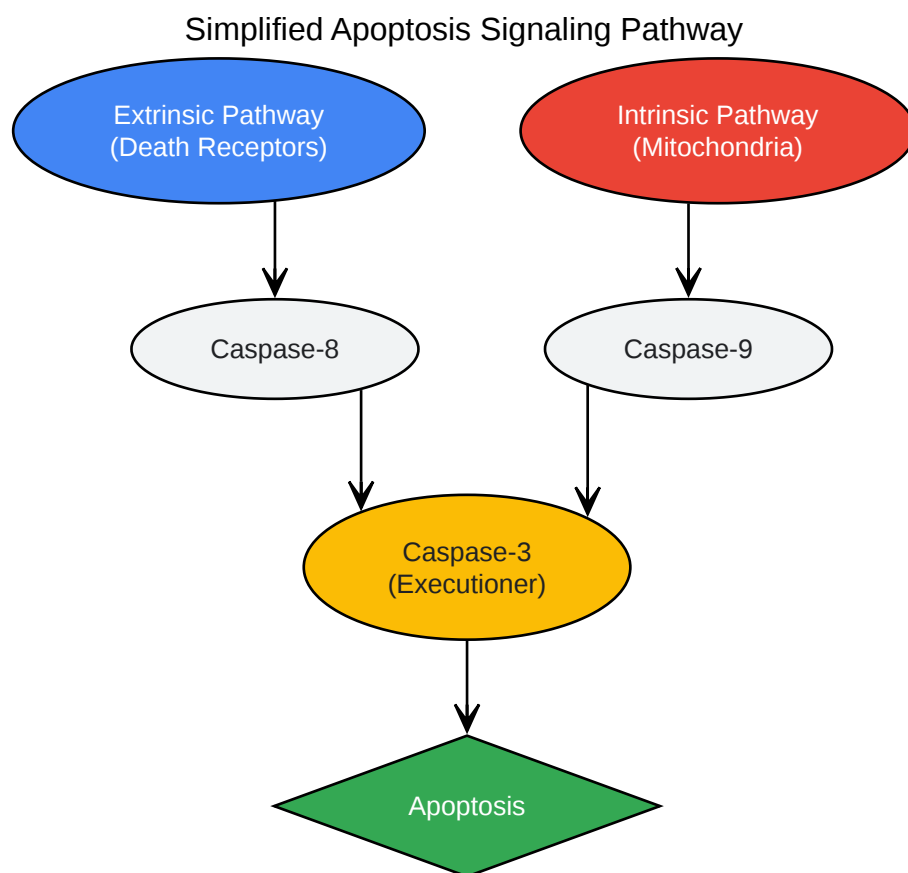 Simplified Apoptosis Signaling Pathway
Extrinsic Pathway
(Death Receptors)
Intrinsic Pathway
(Mitochondria)
Caspase-8
Caspase-9
Caspase-3
(Executioner)
Apoptosis